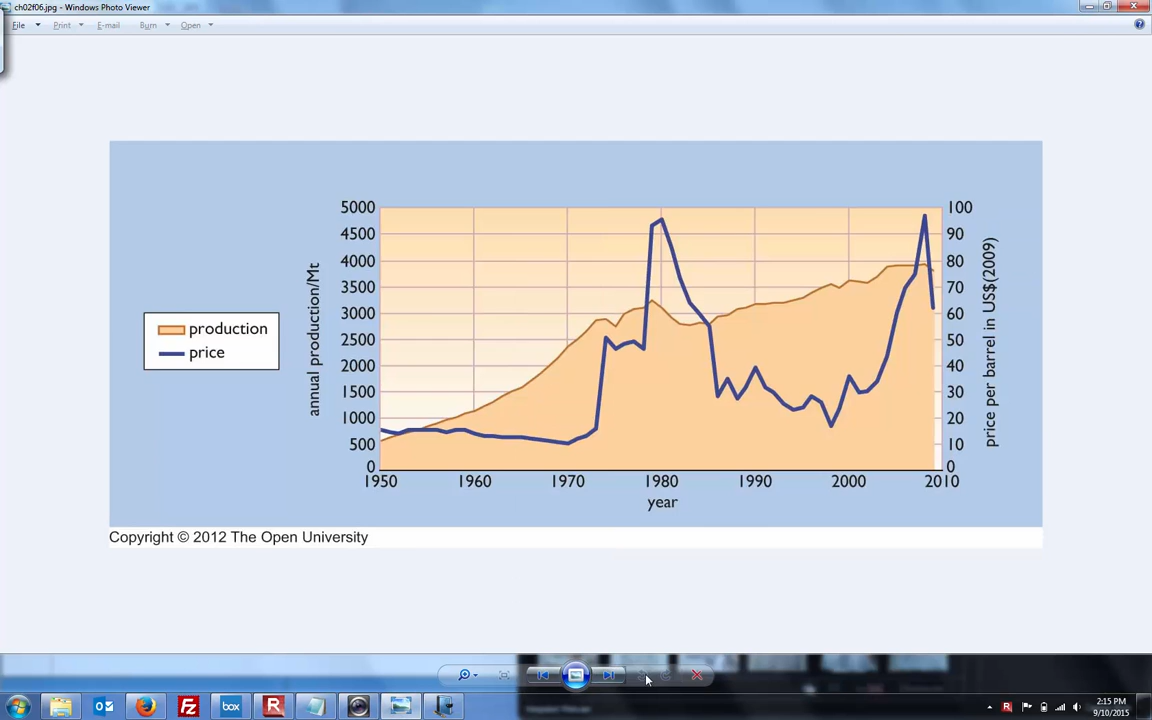 ch02f06.jpg - Windows Photo Viewer
File Print E-mail Burn Open
5000 100
4500 90
4000 80
3500 70
3000 60
2500 50
2000 40
1500 30
1000 20
500 10
0 0
annual production/Mt
price per barrel in US$(2009)
production
price
1950 1960 1970 1980 1990 2000 2010
year
Copyright © 2012 The Open University
box
2:15 PM
9/10/2015